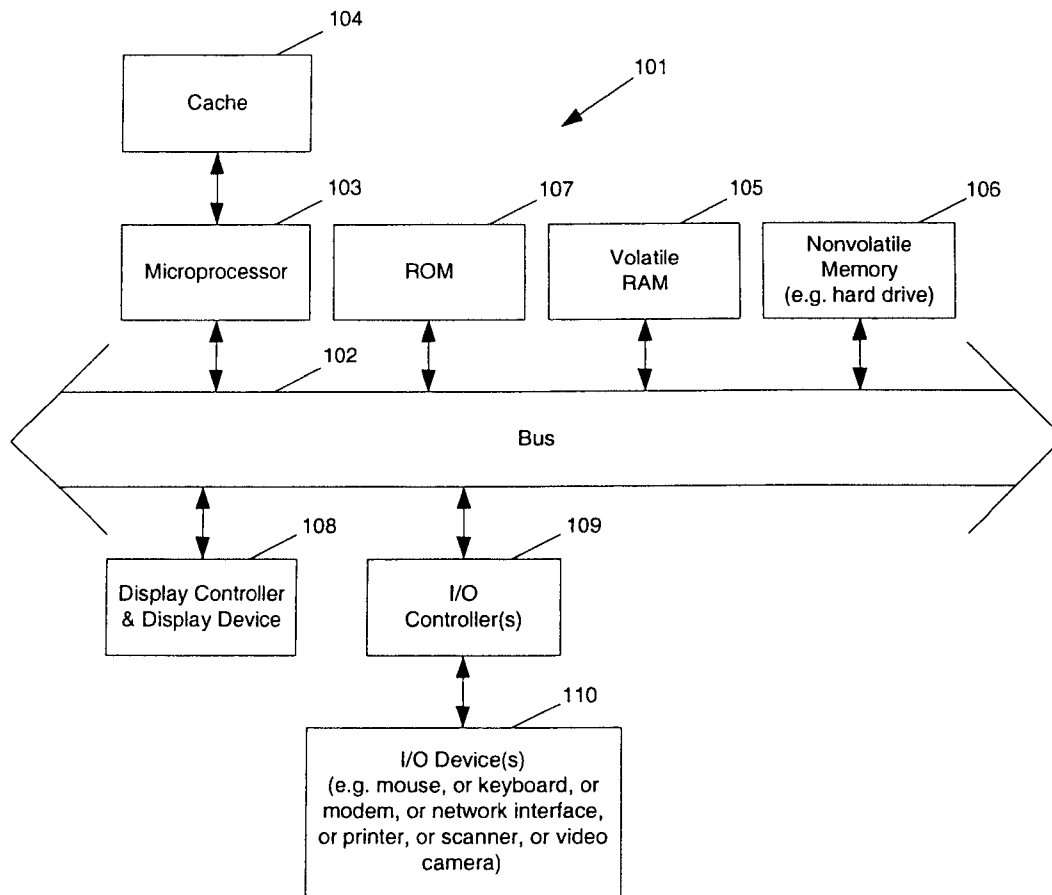 104
Cache
101
103
Microprocessor
107
ROM
105
Volatile
RAM
106
Nonvolatile
Memory
(e.g. hard drive)
102
Bus
108
Display Controller
& Display Device
109
I/O
Controller(s)
110
I/O Device(s)
(e.g. mouse, or keyboard, or
modem, or network interface,
or printer, or scanner, or video
camera)